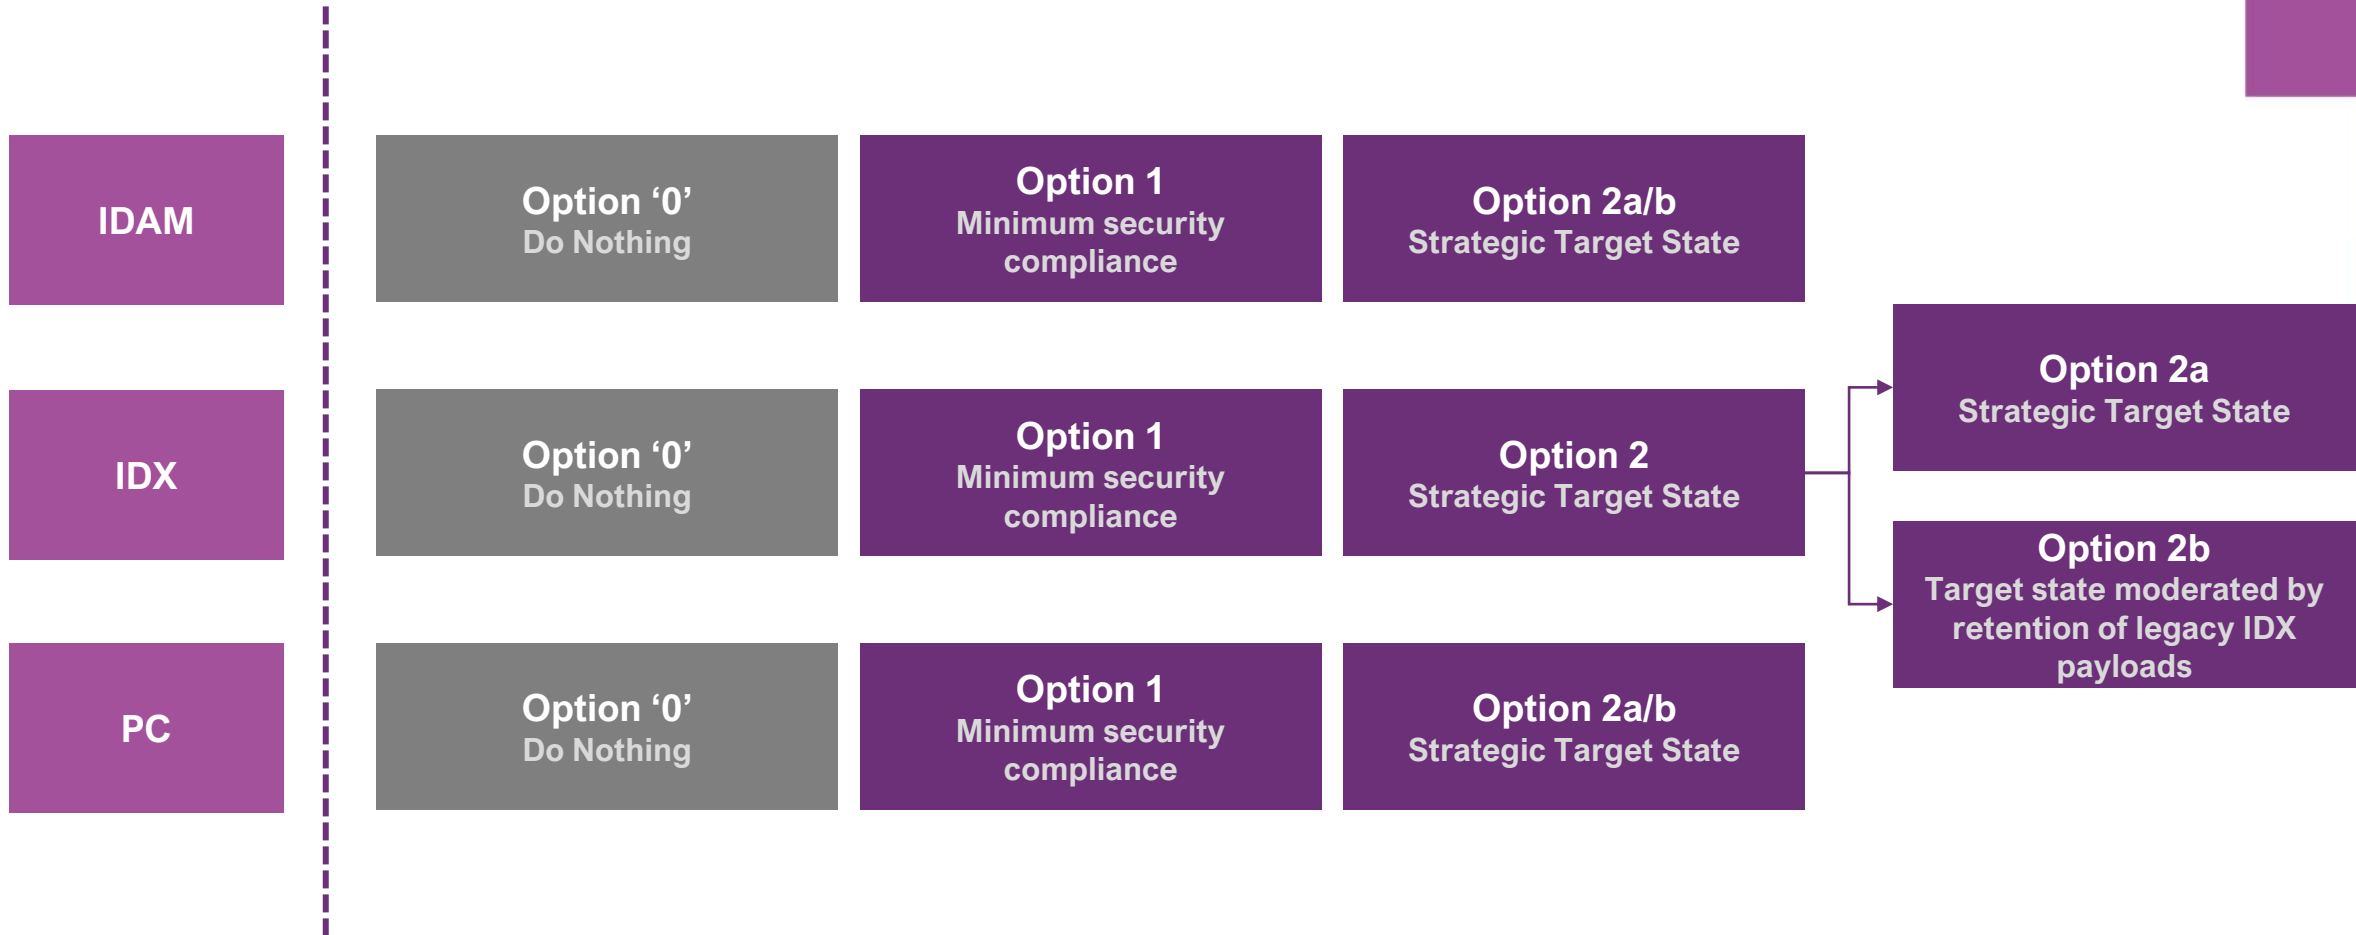 IDAM
Option ‘0’
Do Nothing
Option 1
Minimum security
compliance
Option 2a/b
Strategic Target State
IDX
Option ‘0’
Do Nothing
Option 1
Minimum security
compliance
Option 2
Strategic Target State
Option 2a
Strategic Target State
Option 2b
Target state moderated by
retention of legacy IDX
payloads
PC
Option ‘0’
Do Nothing
Option 1
Minimum security
compliance
Option 2a/b
Strategic Target State